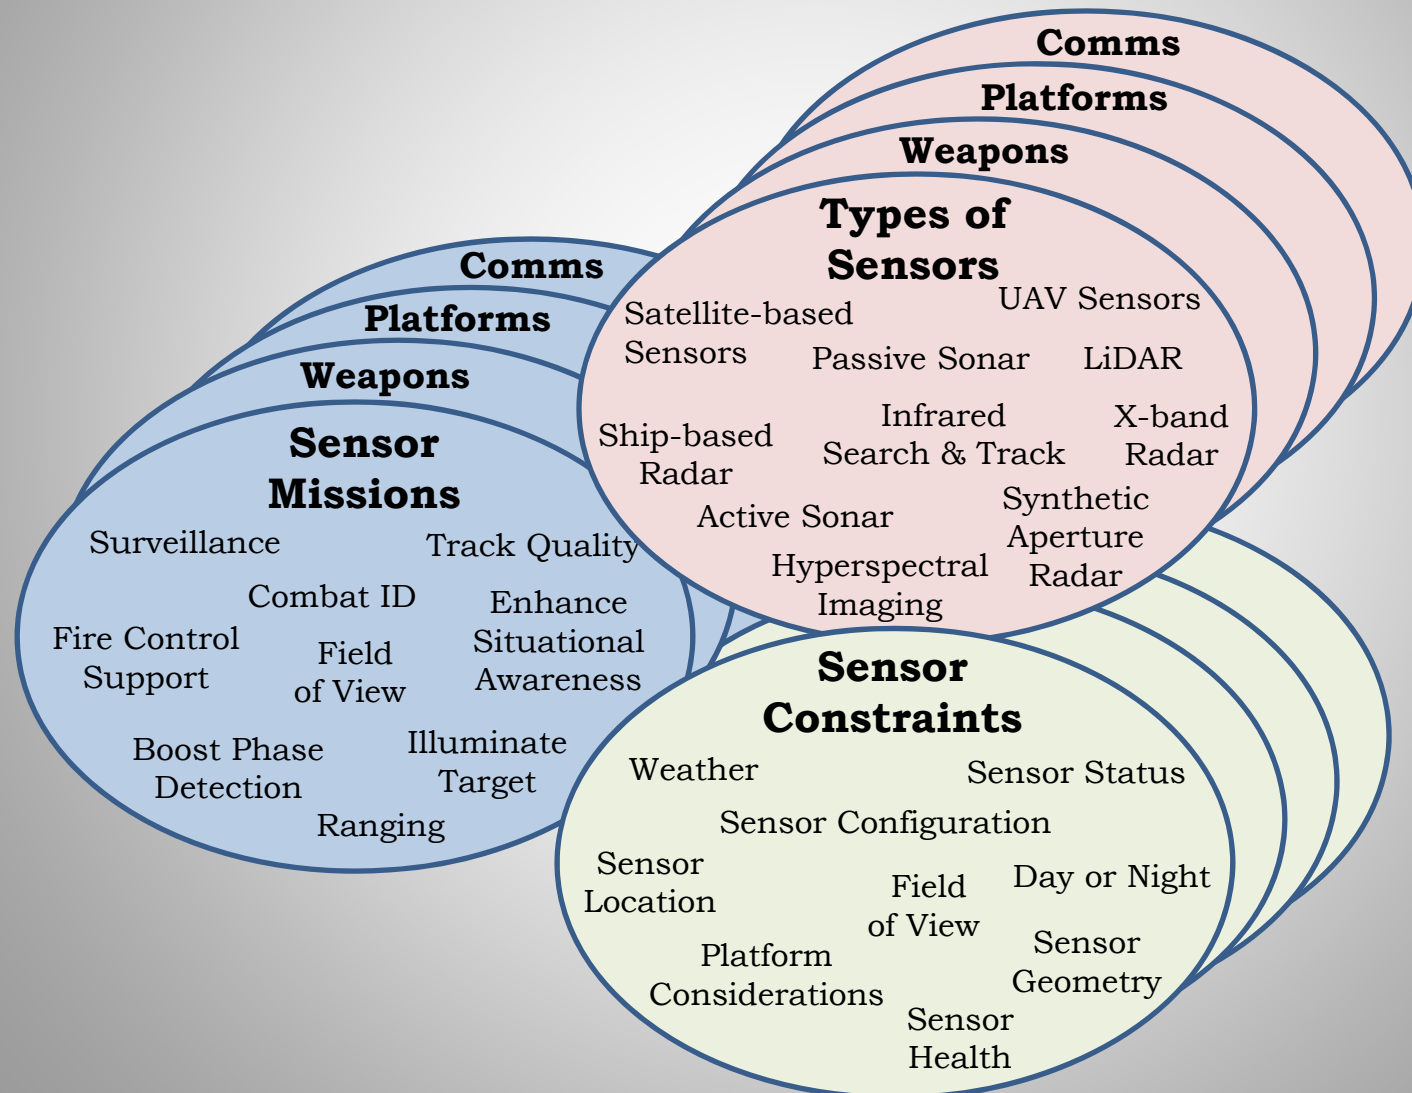 Comms
Platforms
Weapons
Types of
Sensors
Satellite-based
Sensors
UAV Sensors
Passive Sonar
LiDAR
Ship-based
Radar
Infrared
Search & Track
X-band
Radar
Active Sonar
Synthetic
Aperture
Radar
Hyperspectral
Imaging
Comms
Platforms
Weapons
Sensor
Missions
Surveillance
Track Quality
Combat ID
Enhance
Situational
Awareness
Fire Control
Support
Field
of View
Boost Phase
Detection
Illuminate
Target
Ranging
Sensor
Constraints
Weather
Sensor Status
Sensor Configuration
Sensor
Location
Field
of View
Day or Night
Platform
Considerations
Sensor
Geometry
Sensor
Health